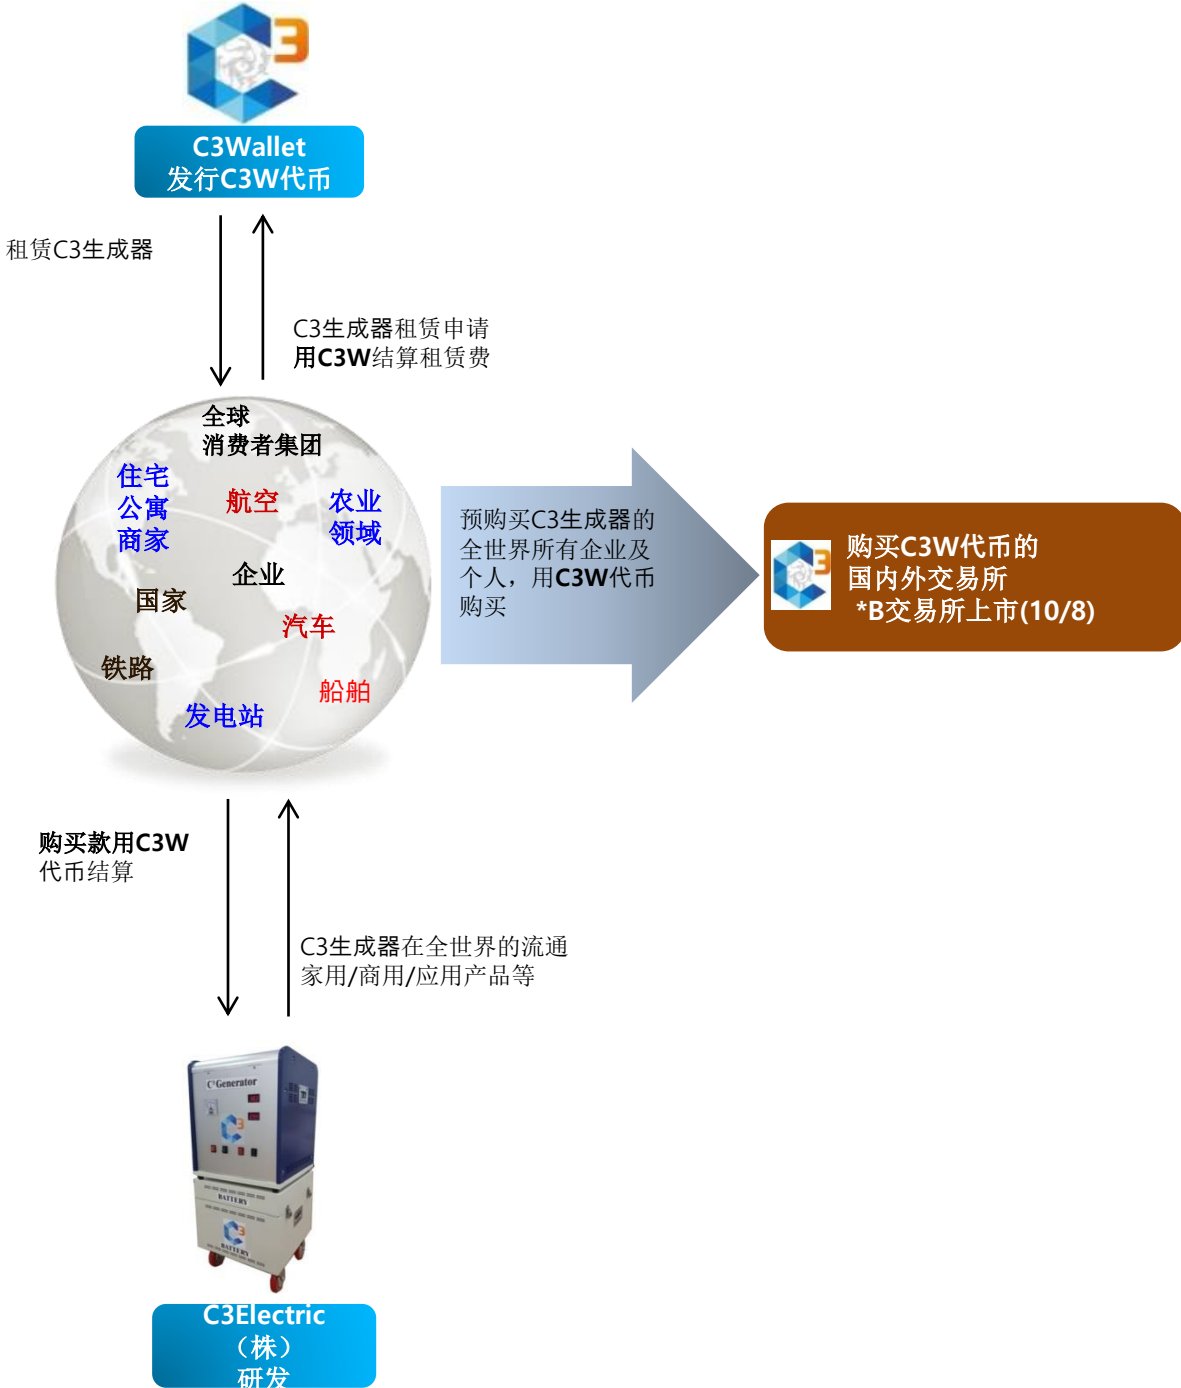 C3
C3Wallet
发行C3W代币
租赁C3生成器
C3生成器租赁申请
用C3W结算租赁费
全球
消费者集团
住宅
公寓
商家
航空
农业
领域
企业
国家
汽车
铁路
船舶
发电站
预购买C3生成器的
全世界所有企业及
个人，用C3W代币
购买
C3
购买C3W代币的
国内外交易所
*B交易所上市(10/8)
购买款用C3W
代币结算
C3生成器在全世界的流通
家用/商用/应用产品等
C³Generator
C3
BATTERY
C3
BATTERY
C3Electric
（株）
研发